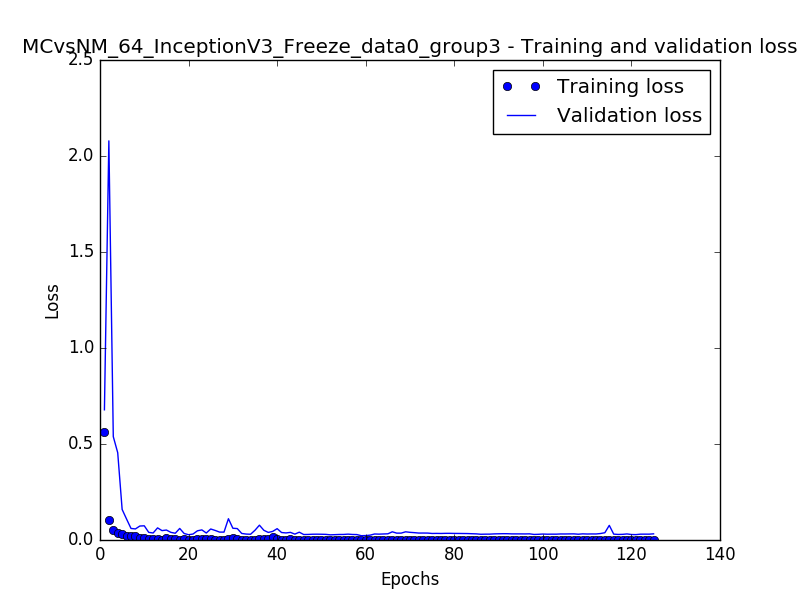 MCvsNM_64_InceptionV3_Freeze_data0_group3 - Training and validation loss
2.5
Training loss
Validation loss
2.0
1.5
Loss
1.0
0.5
0.0
0 20 40 60 80 100 120 140
Epochs